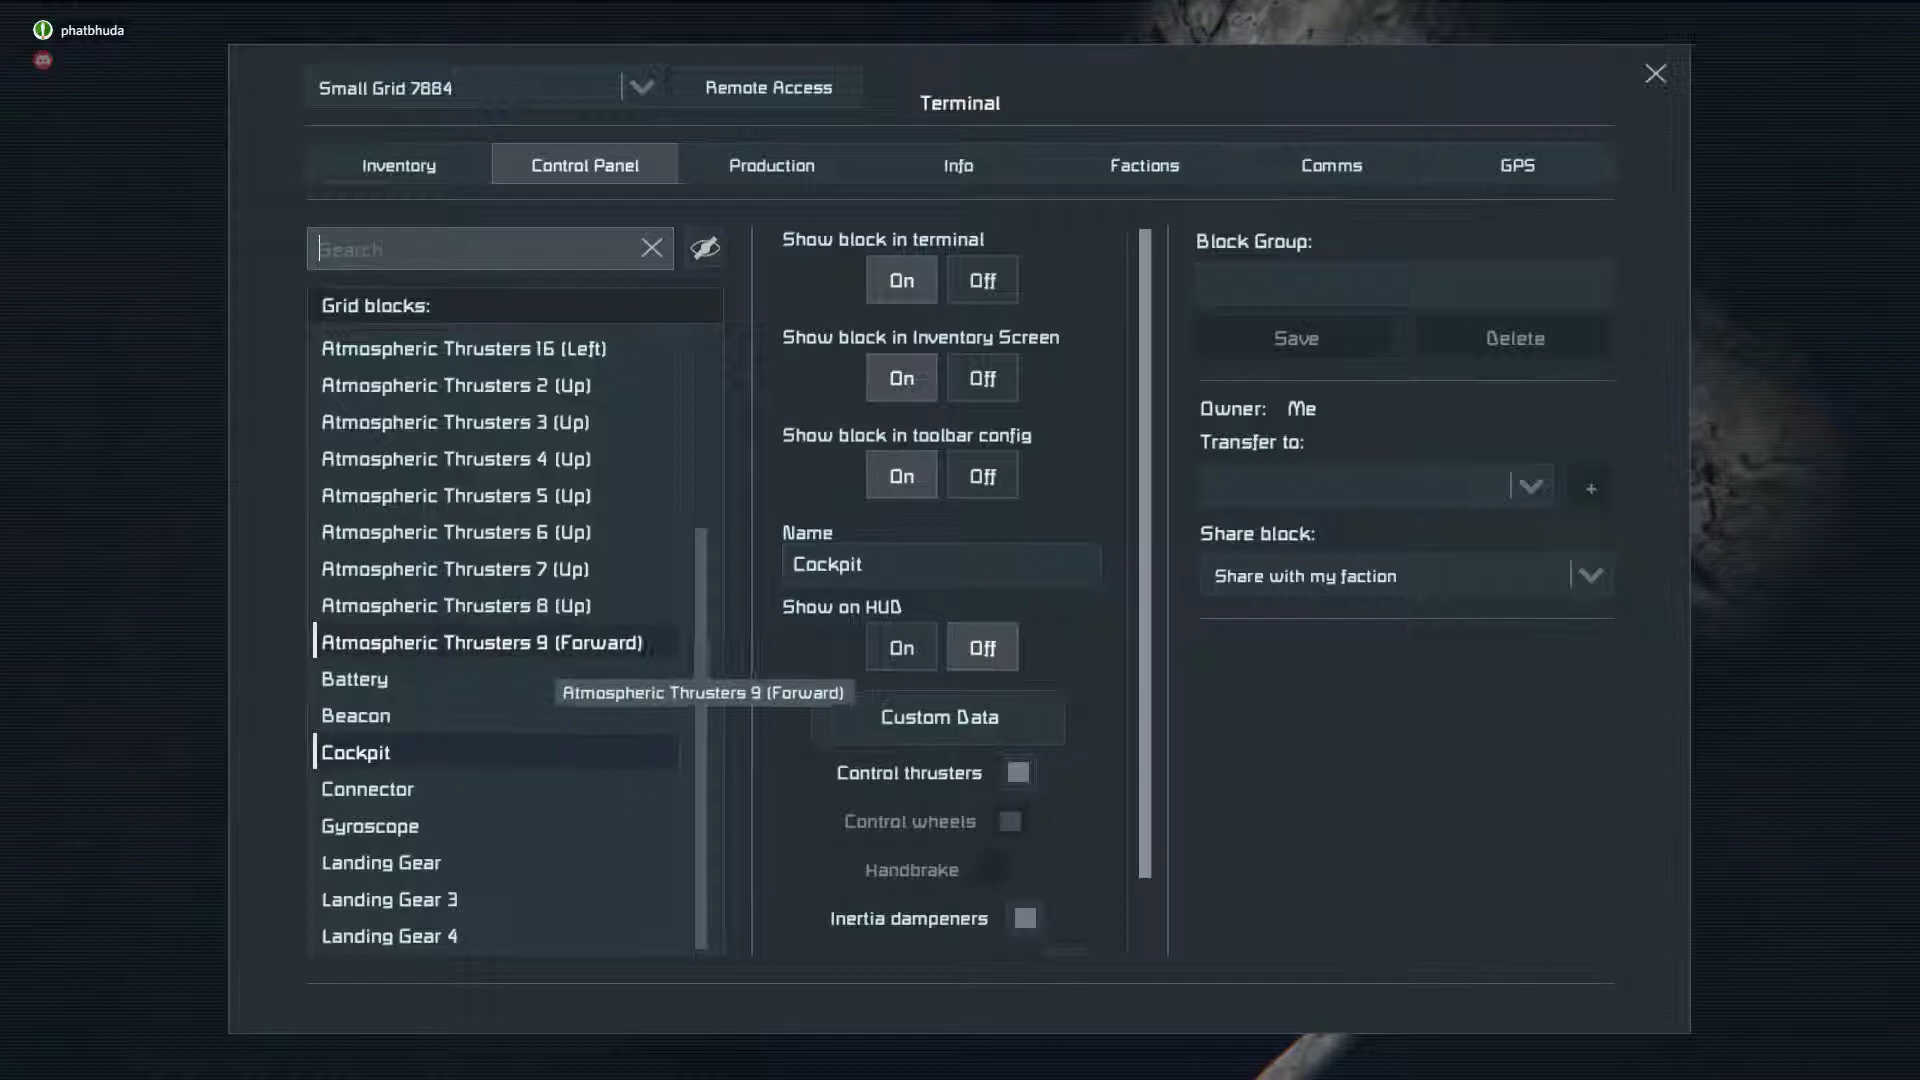 phatbhuda
Small Grid 7884
Remote Access
Terminal
Inventory
Control Panel
Production
Info
Factions
Comms
GPS
Search
Grid blocks:
Atmospheric Thrusters 16 (Left)
Atmospheric Thrusters 2 (Up)
Atmospheric Thrusters 3 (Up)
Atmospheric Thrusters 4 (Up)
Atmospheric Thrusters 5 (Up)
Atmospheric Thrusters 6 (Up)
Atmospheric Thrusters 7 (Up)
Atmospheric Thrusters 8 (Up)
Atmospheric Thrusters 9 (Forward)
Battery
Atmospheric Thrusters 9 (Forward)
Beacon
Cockpit
Connector
Gyroscope
Landing Gear
Landing Gear 3
Landing Gear 4
Show block in terminal
On Off
Show block in Inventory Screen
On Off
Show block in toolbar config
On Off
Name
Cockpit
Show on HUD
On Off
Custom Data
Control thrusters
Control wheels
Handbrake
Inertia dampeners
Block Group:
Save
Delete
Owner: Me
Transfer to:
+
Share block:
Share with my faction